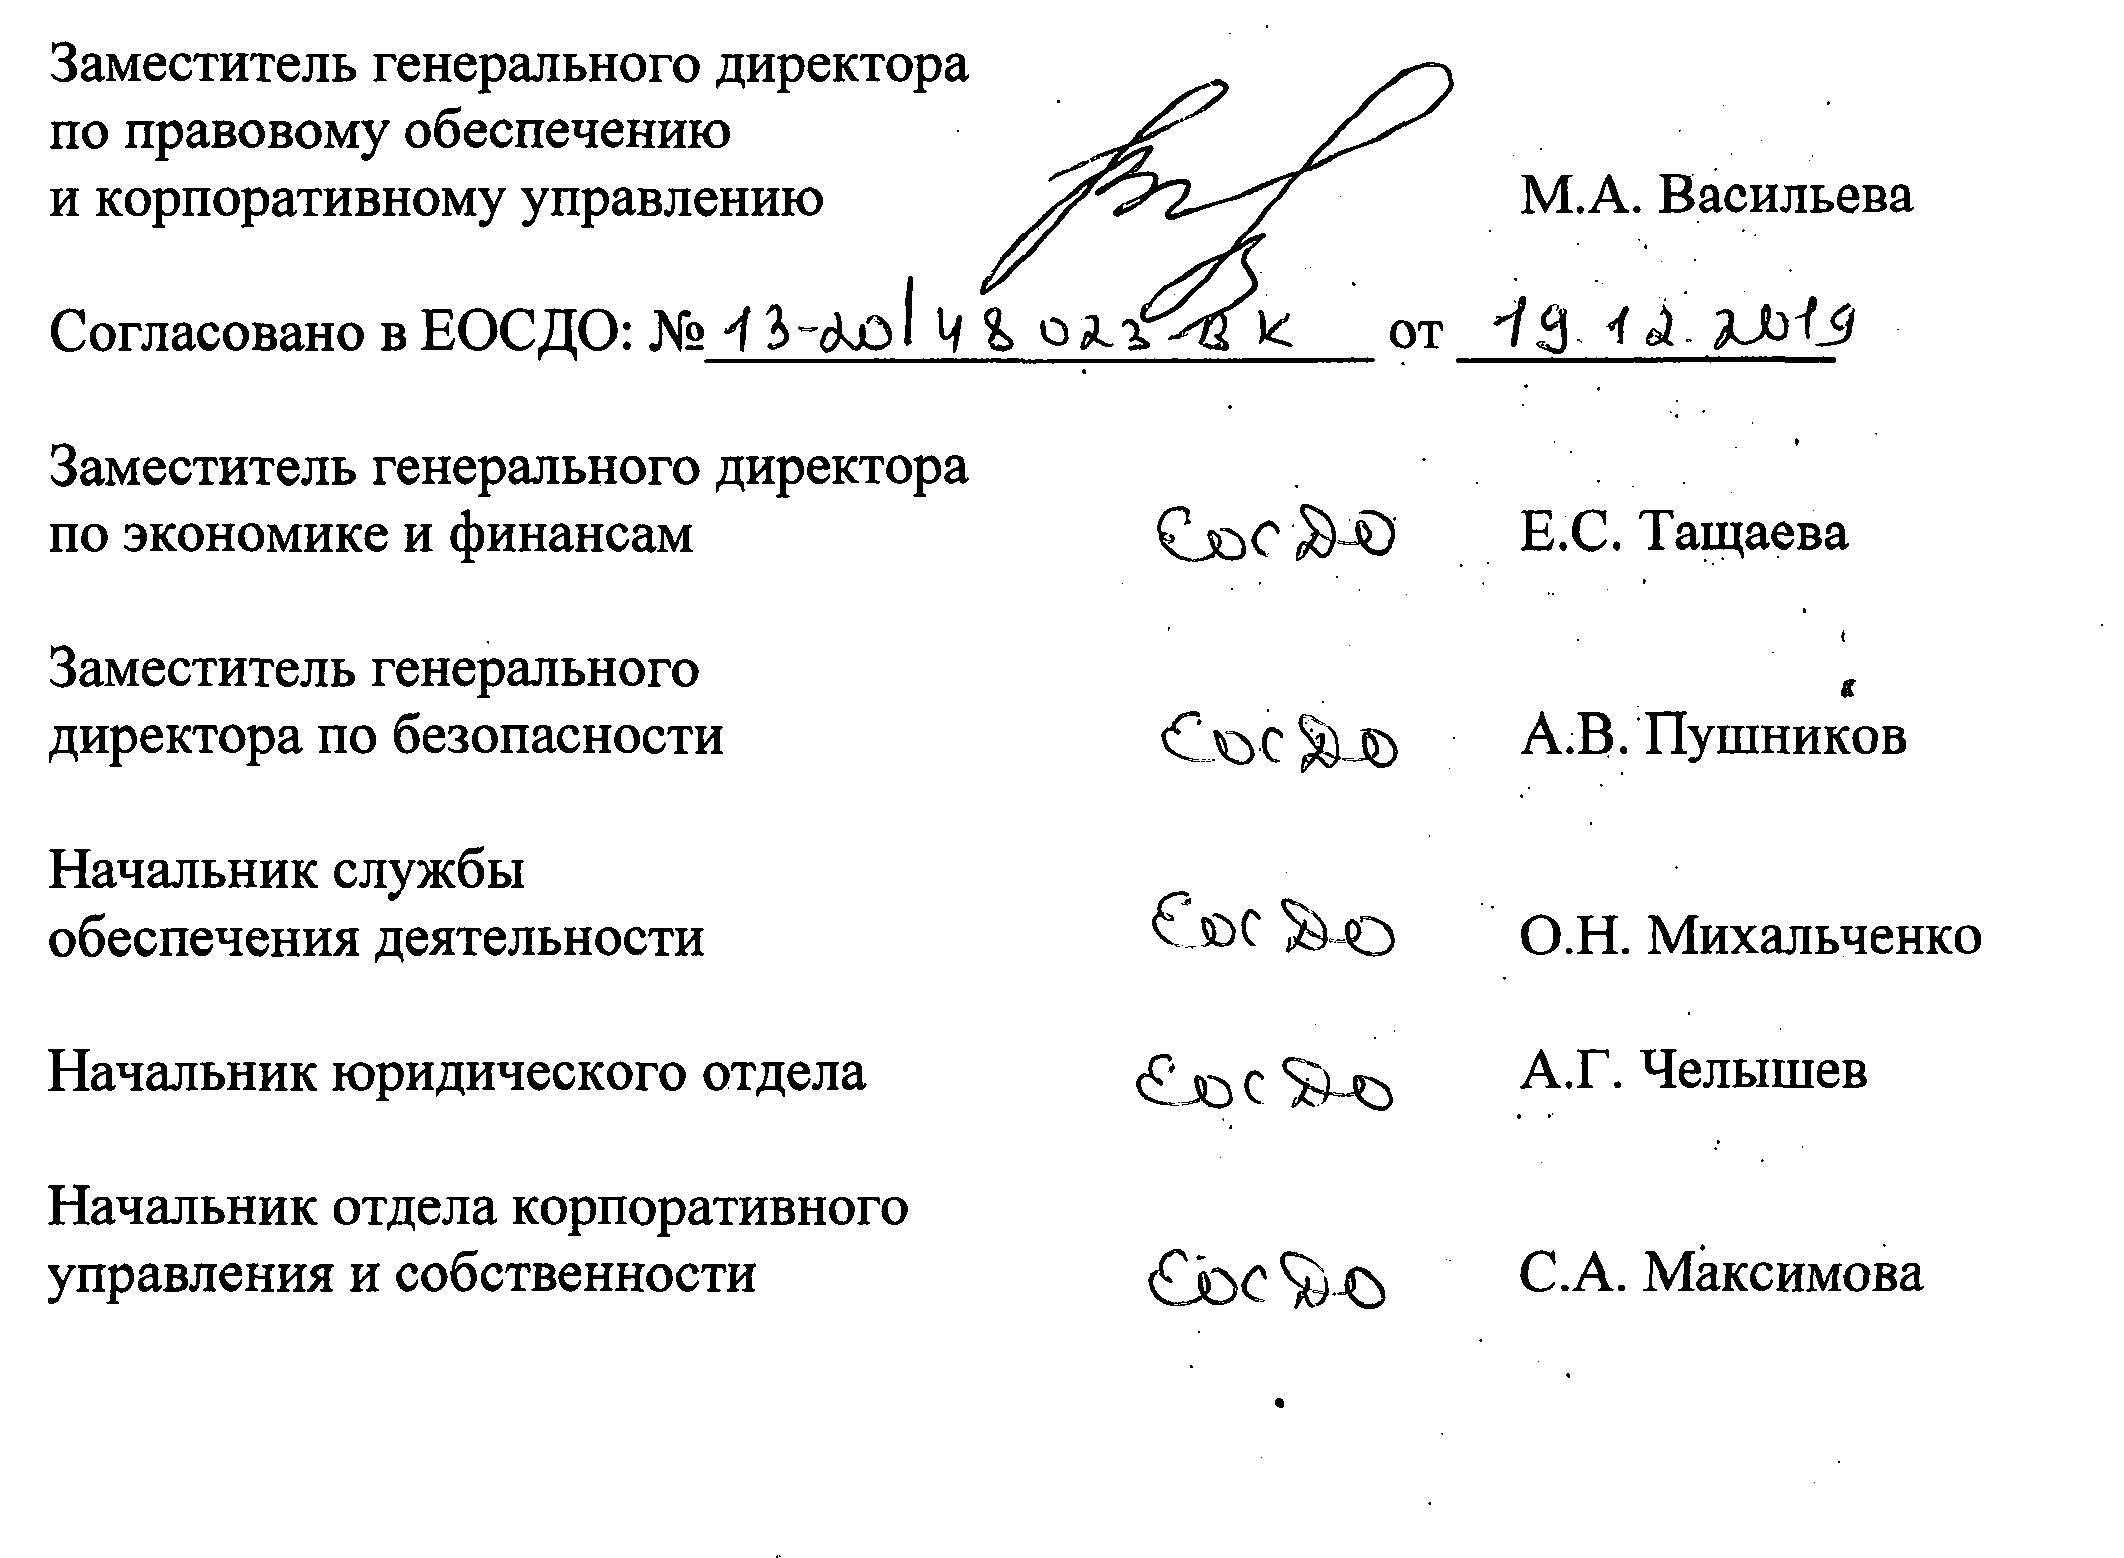 Заместитель генерального директора
по правовому обеспечению
и корпоративному управлению М.А. Васильева
Согласовано в ЕОСДО: № 13-20/48023-ВК от 19.12.2019
Заместитель генерального директора
по экономике и финансам ЕОСДО Е.С. Тащаева
Заместитель генерального
директора по безопасности ЕОСДО А.В. Пушников
Начальник службы
обеспечения деятельности ЕОСДО О.Н. Михальченко
Начальник юридического отдела ЕОСДО А.Г. Челышев
Начальник отдела корпоративного
управления и собственности ЕОСДО С.А. Максимова